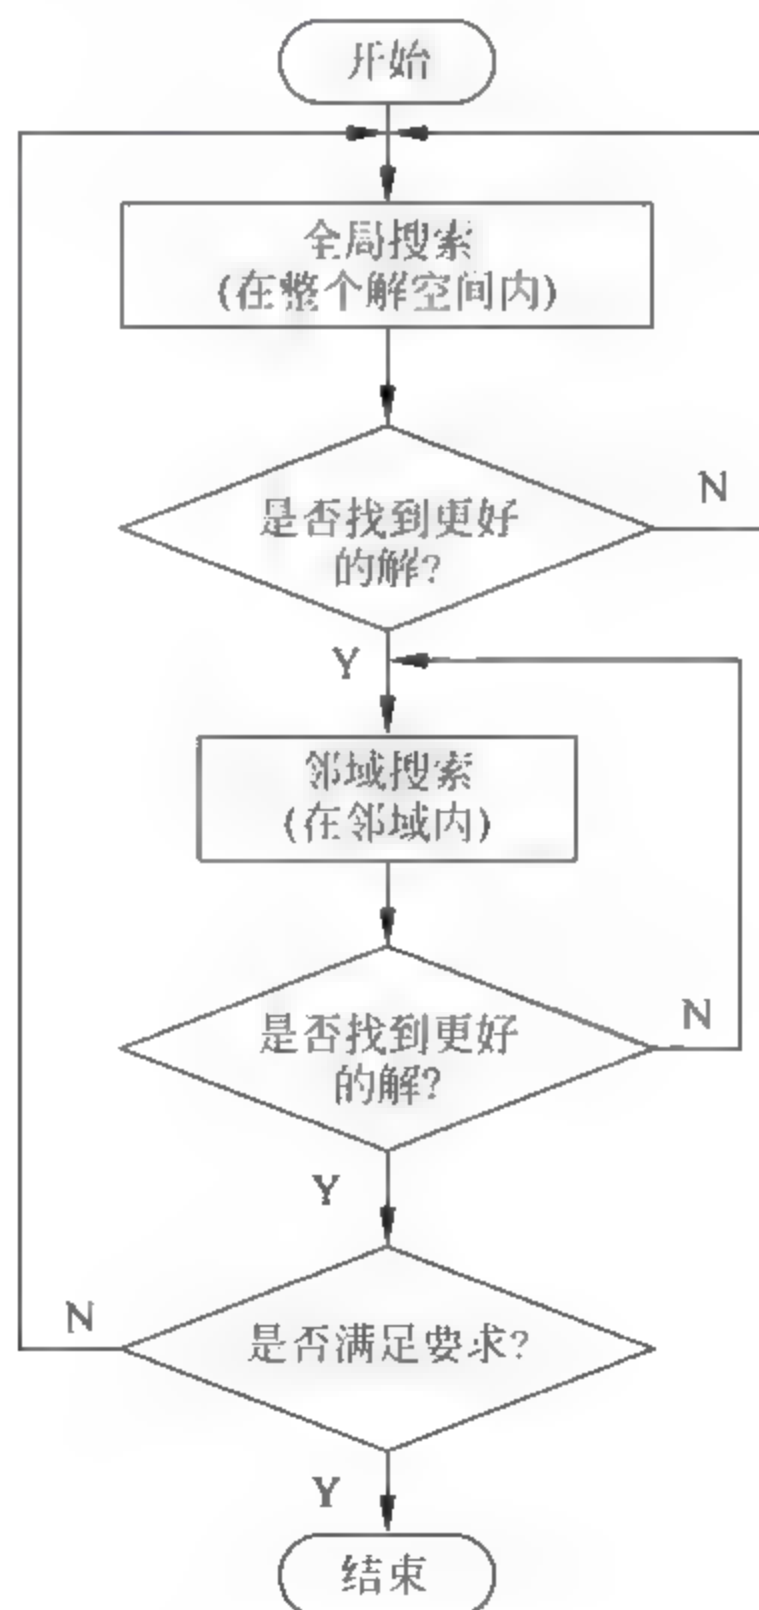 开始
全局搜索
(在整个解空间内)
是否找到更好
的解?
N
Y
邻域搜索
(在邻域内)
是否找到更好
的解?
N
Y
是否满足要求?
N
Y
结束